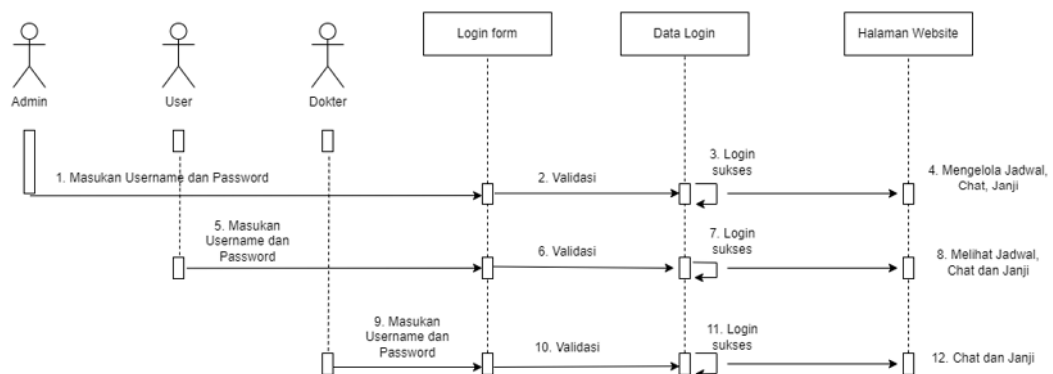 Login form
Data Login
Halaman Website
Admin
User
Dokter
1. Masukan Username dan Password
2. Validasi
3. Login
sukses
4. Mengelola Jadwal,
Chat, Janji
5. Masukan
Username dan
Password
6. Validasi
7. Login
sukses
8. Melihat Jadwal,
Chat dan Janji
9. Masukan
Username dan
Password
10. Validasi
11. Login
sukses
12. Chat dan Janji